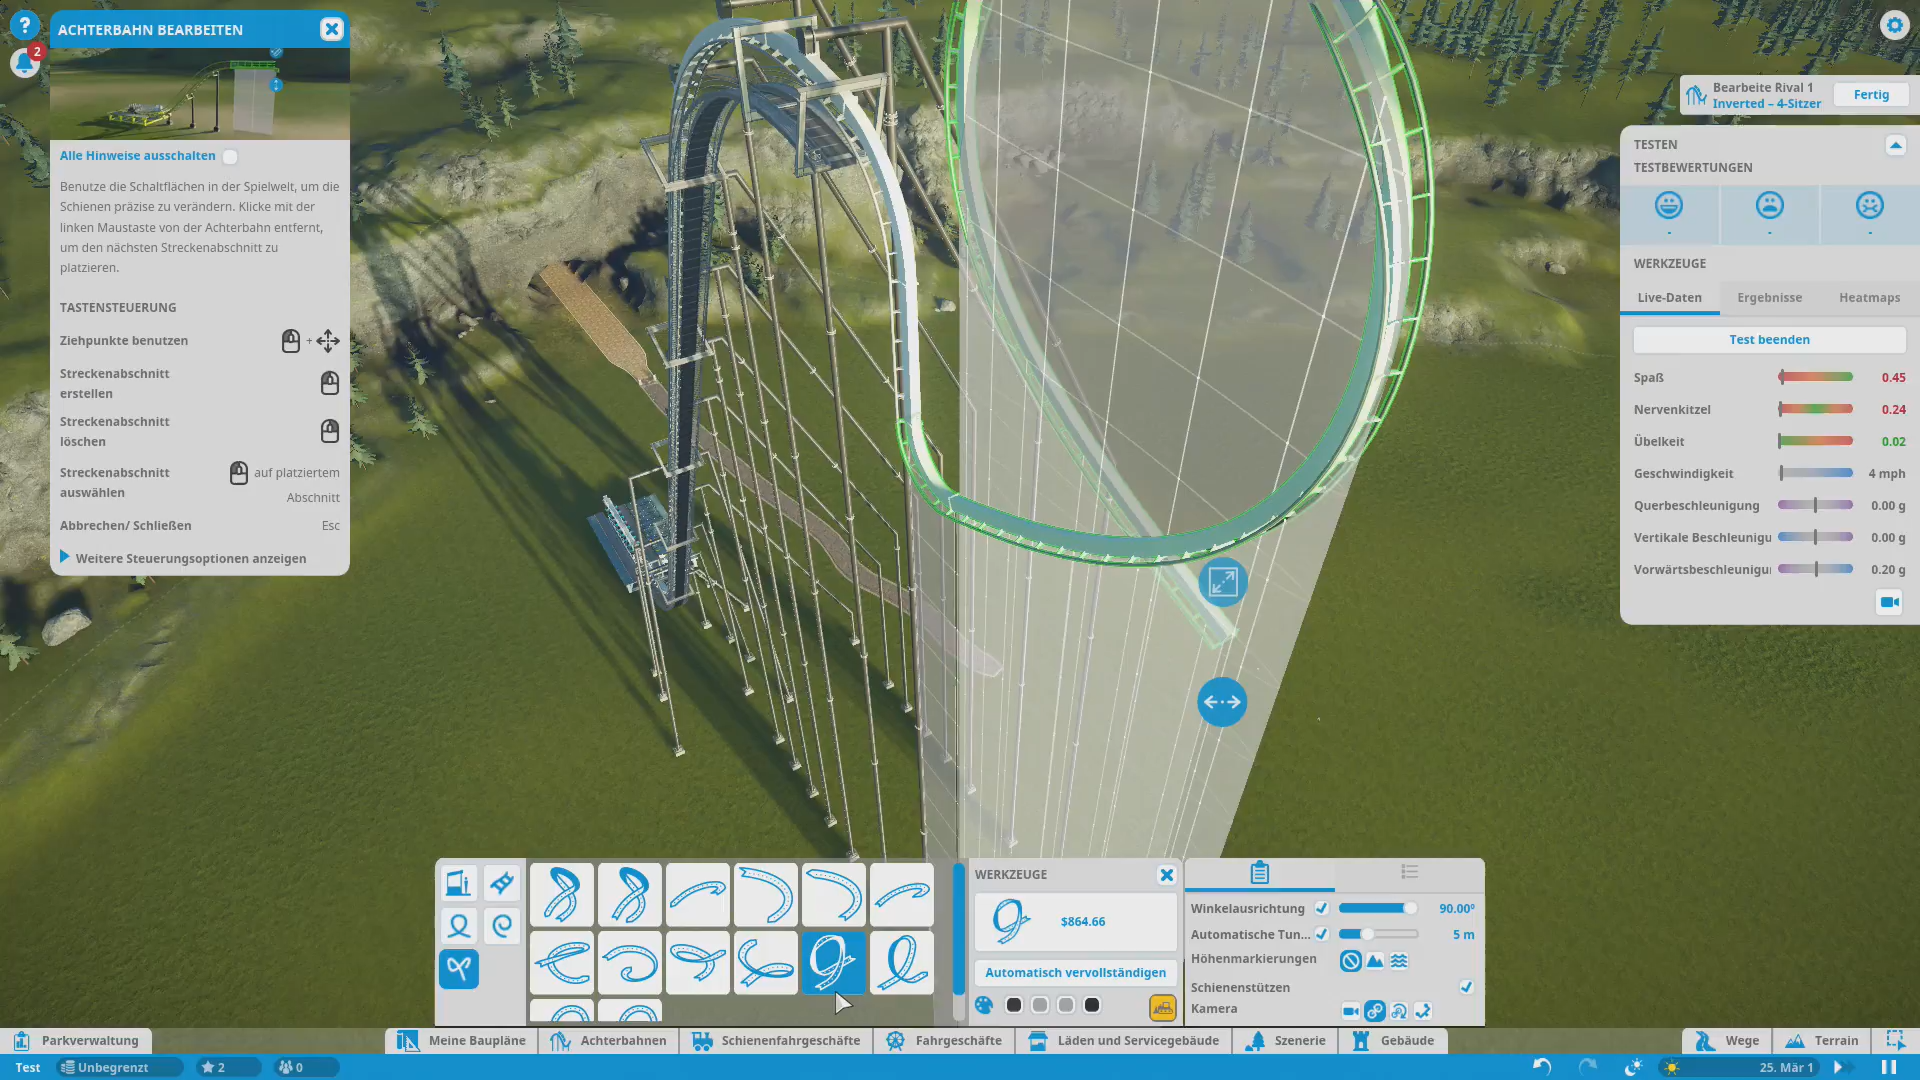 ?
2
ACHTERBAHN BEARBEITEN
Alle Hinweise ausschalten
Benutze die Schaltflächen in der Spielwelt, um die
Schienen präzise zu verändern. Klicke mit der
linken Maustaste von der Achterbahn entfernt,
um den nächsten Streckenabschnitt zu
platzieren.
TASTENSTEUERUNG
Ziehpunkte benutzen +
Streckenabschnitt
erstellen
Streckenabschnitt
löschen
Streckenabschnitt
auswählen
auf platziertem
Abschnitt
Abbrechen/ Schließen Esc
Weitere Steuerungsoptionen anzeigen
Bearbeite Rival 1
Inverted – 4-Sitzer
Fertig
TESTEN
TESTBEWERTUNGEN
- - -
WERKZEUGE
Live-Daten Ergebnisse Heatmaps
Test beenden
Spaß 0.45
Nervenkitzel 0.24
Übelkeit 0.02
Geschwindigkeit 4 mph
Querbeschleunigung 0.00 g
Vertikale Beschleunigu 0.00 g
Vorwärtsbeschleunigu 0.20 g
WERKZEUGE
$864.66
Automatisch vervollständigen
Winkelausrichtung 90.00°
Automatische Tun... 5 m
Höhenmarkierungen
Schienenstützen
Kamera
Parkverwaltung
Meine Baupläne
Achterbahnen
Schienenfahrgeschäfte
Fahrgeschäfte
Läden und Servicegebäude
Szenerie
Gebäude
Wege
Terrain
Test
Unbegrenzt
2
0
25. Mär 1